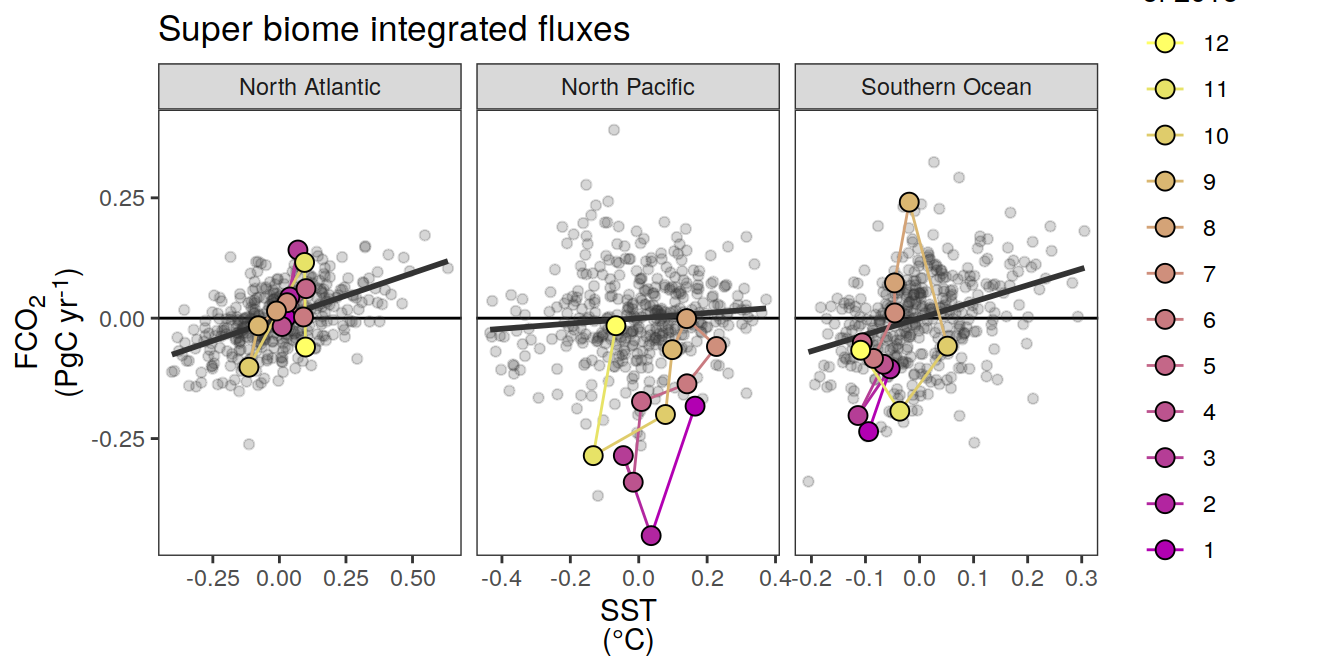 Super biome integrated fluxes
North Atlantic
North Pacific
Southern Ocean
FCO₂
(PgC yr⁻¹)
0.25
0.00
-0.25
-0.25 0.00 0.25 0.50
-0.4 -0.2 0.0 0.2 0.4
-0.2 -0.1 0.0 0.1 0.2 0.3
SST
(°C)
12
11
10
9
8
7
6
5
4
3
2
1